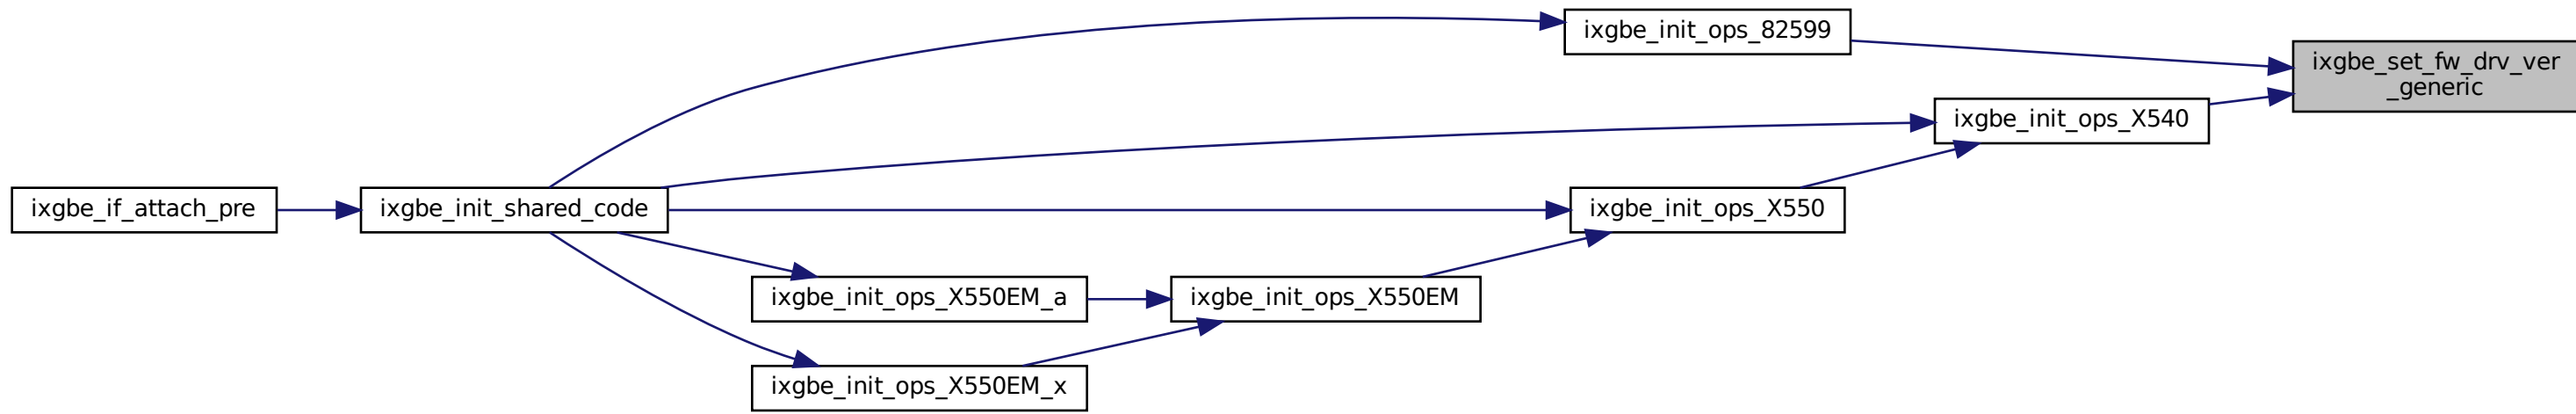 ixgbe_init_ops_82599
ixgbe_set_fw_drv_ver
_generic
ixgbe_init_ops_X540
ixgbe_if_attach_pre
ixgbe_init_shared_code
ixgbe_init_ops_X550
ixgbe_init_ops_X550EM_a
ixgbe_init_ops_X550EM
ixgbe_init_ops_X550EM_x